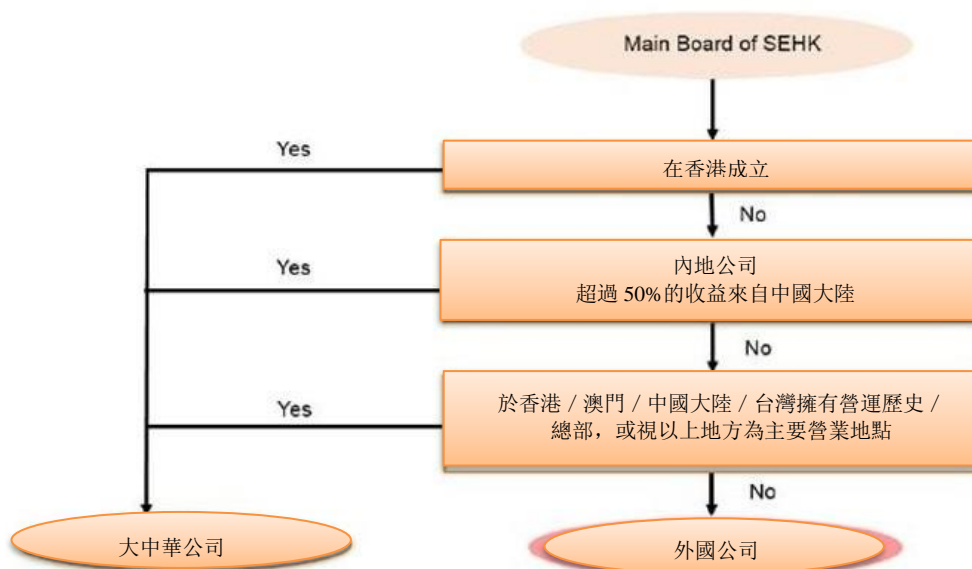 Main Board of SEHK
Yes
在香港成立
No
Yes
內地公司
超過 50%的收益來自中國大陸
No
Yes
於香港 / 澳門 / 中國大陸 / 台灣擁有營運歷史 /
總部，或視以上地方為主要營業地點
No
大中華公司
外國公司